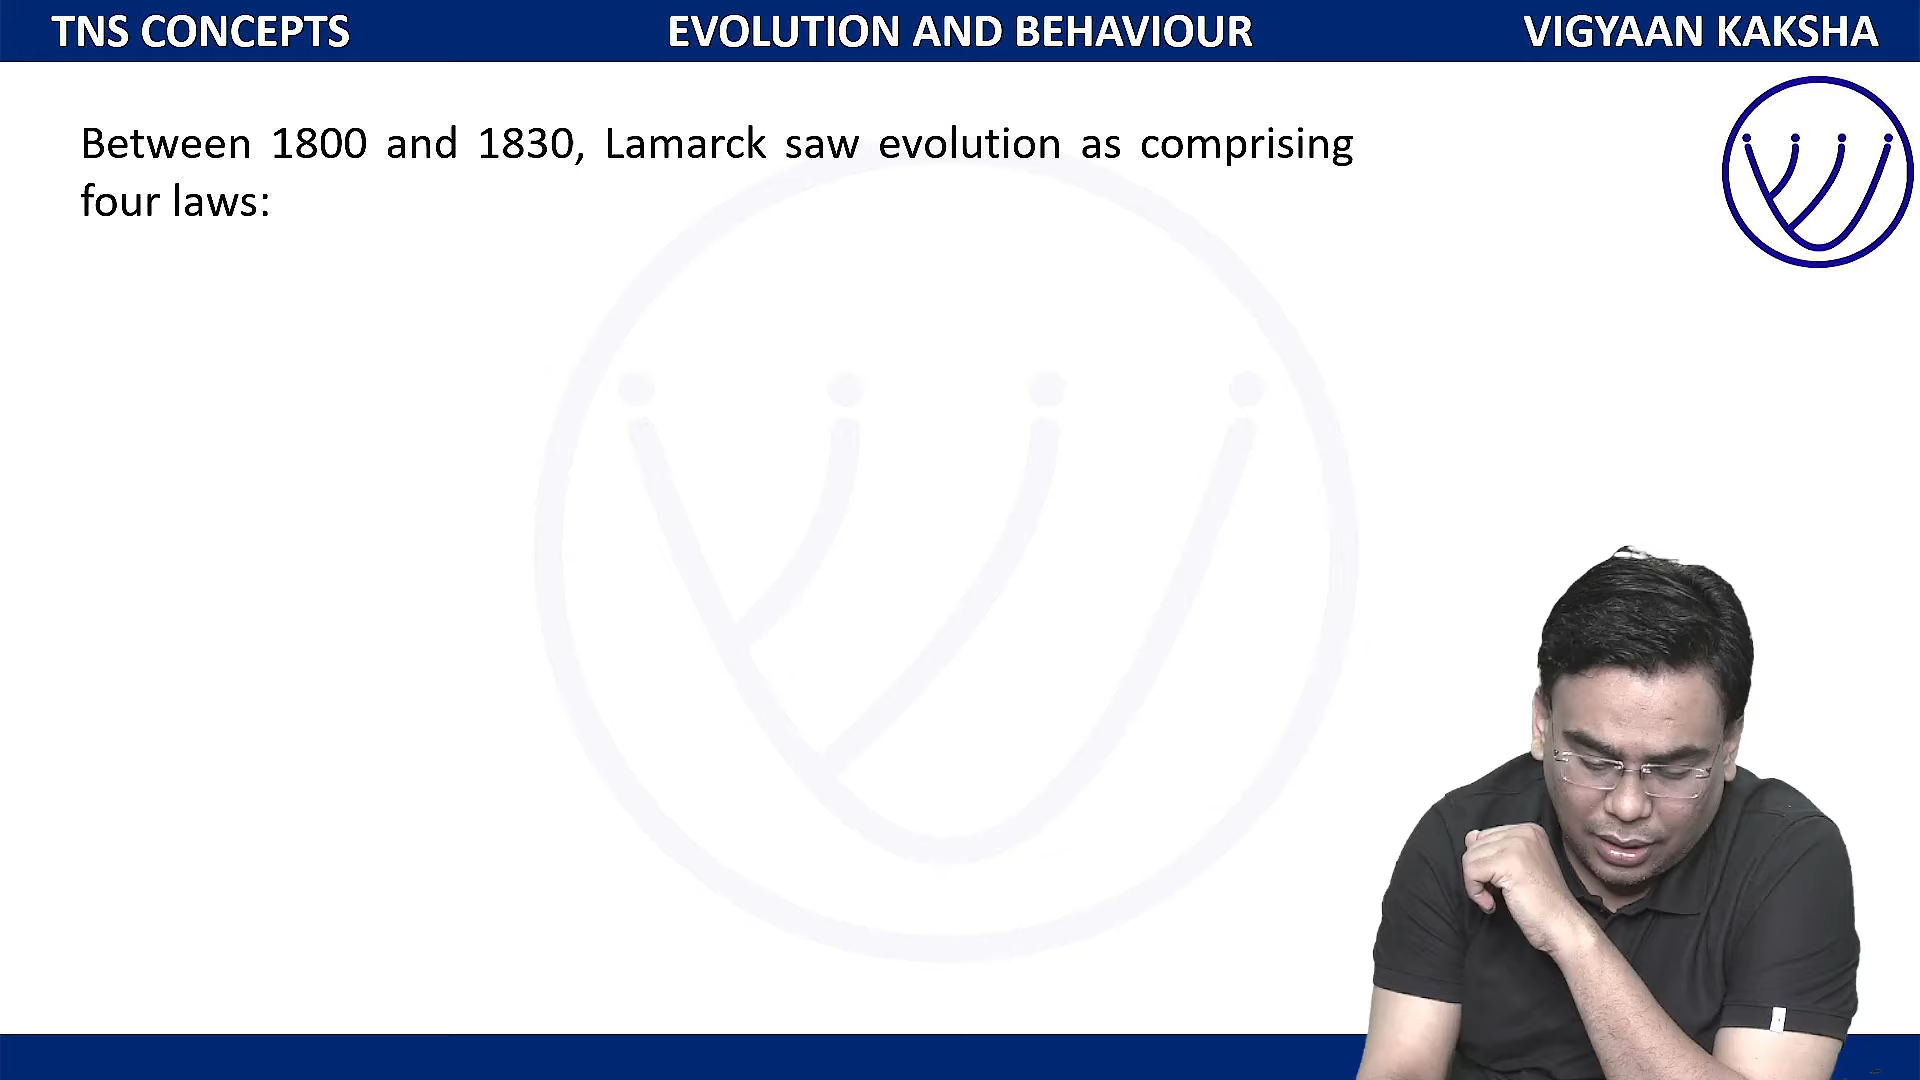 TNS CONCEPTS
EVOLUTION AND BEHAVIOUR
VIGYAAN KAKSHA
Between 1800 and 1830, Lamarck saw evolution as comprising
four laws: